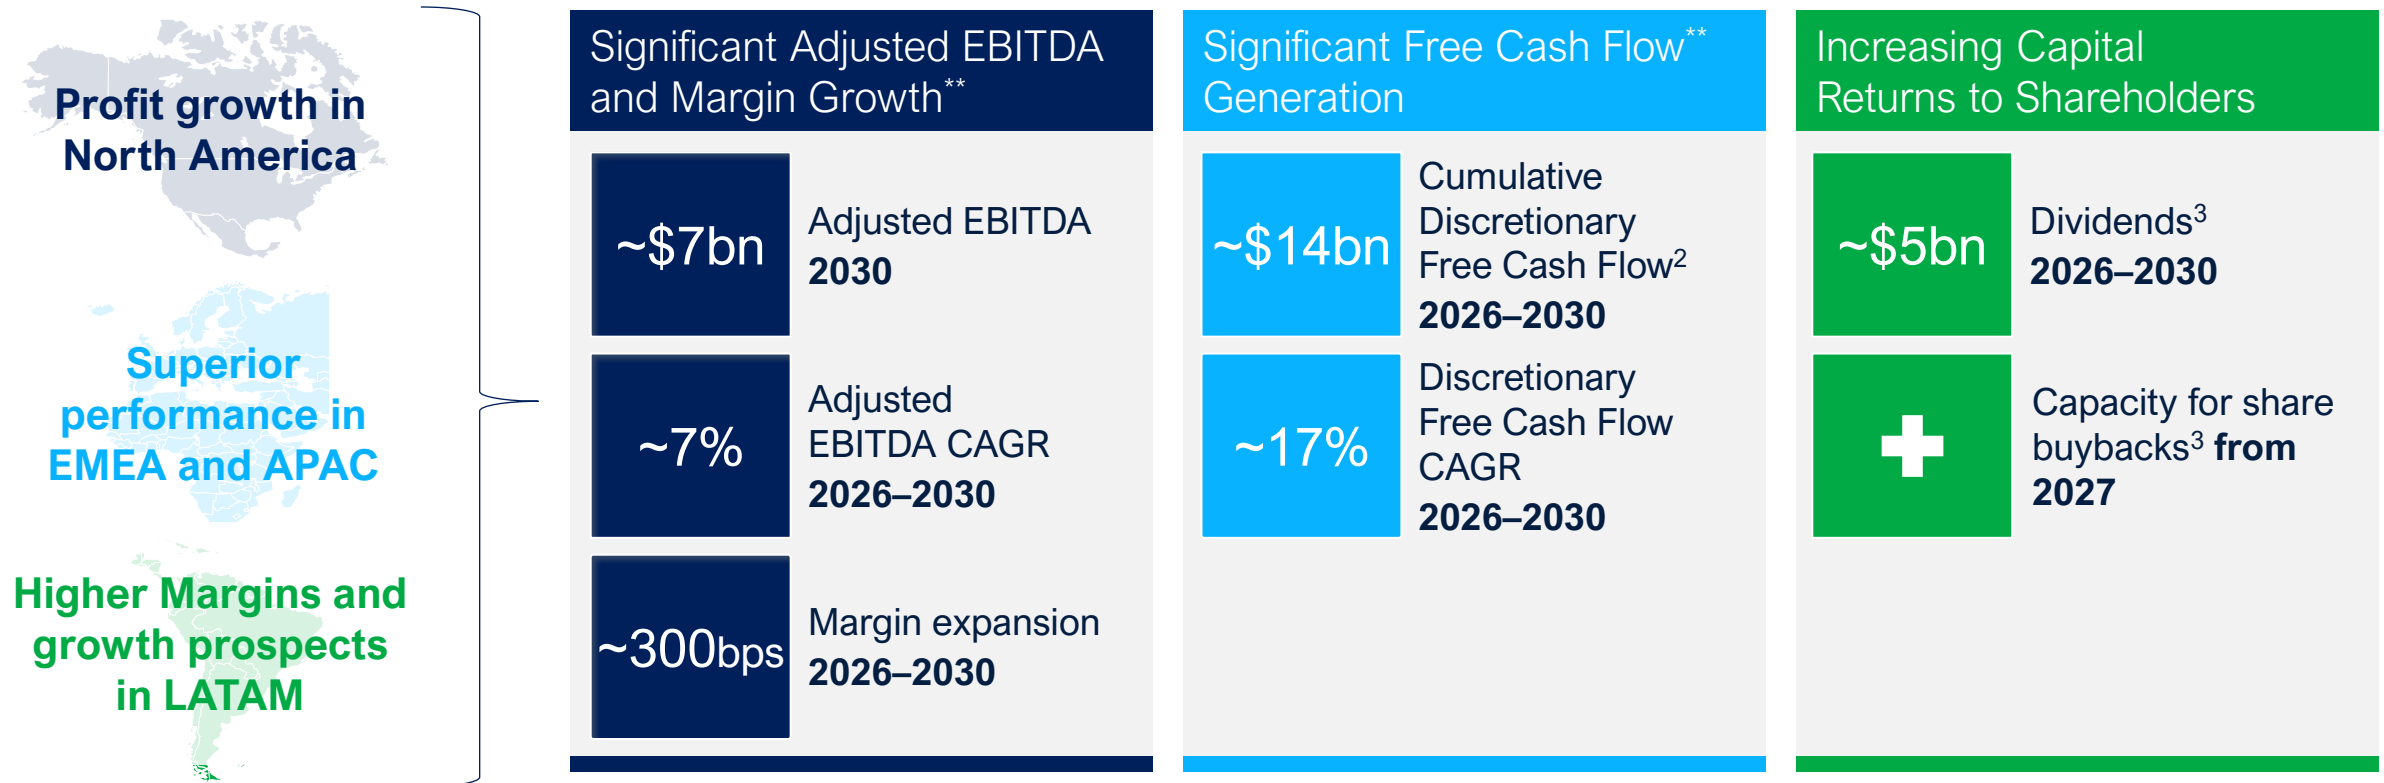 Profit growth in
North America
Superior
performance in
EMEA and APAC
Higher Margins and
growth prospects
in LATAM
Significant Adjusted EBITDA
and Margin Growth**
~$7bn
Adjusted EBITDA
2030
~7%
Adjusted
EBITDA CAGR
2026–2030
~300bps
Margin expansion
2026–2030
Significant Free Cash Flow**
Generation
~$14bn
Cumulative
Discretionary
Free Cash Flow2
2026–2030
~17%
Discretionary
Free Cash Flow
CAGR
2026–2030
Increasing Capital
Returns to Shareholders
~$5bn
Dividends3
2026–2030
Capacity for share
buybacks3 from
2027